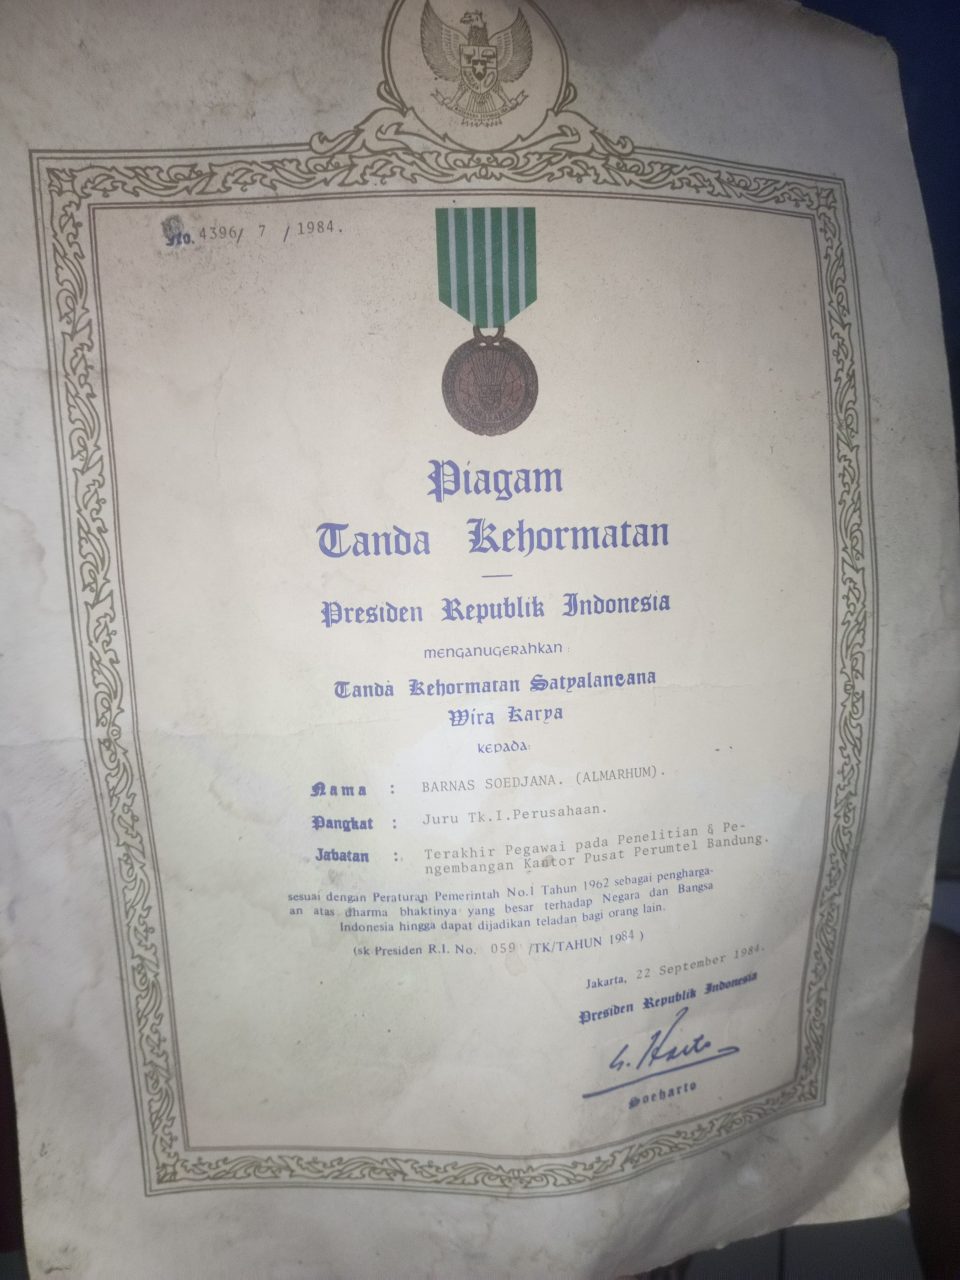 No. 4396/ 7 / 1984.
Piagam
Tanda Kehormatan
Presiden Republik Indonesia
menganugerahkan :
Tanda Kehormatan Satyalancana
Wira Karya
kepada:
Nama : BARNAS SOEDJANA. (ALMARHUM).
Pangkat : Juru Tk.I.Perusahaan.
Jabatan : Terakhir Pegawai pada Penelitian & Pe-
ngembangan Kantor Pusat Perumtel Bandung.
sesuai dengan Peraturan Pemerintah No.1 Tahun 1962 sebagai pengharga-
an atas dharma bhaktinya yang besar terhadap Negara dan Bangsa
Indonesia hingga dapat dijadikan teladan bagi orang lain.
(sk Presiden R.I. No. 059 /TK/TAHUN 1984 )
Jakarta, 22 September 1984.
Presiden Republik Indonesia
Soeharto